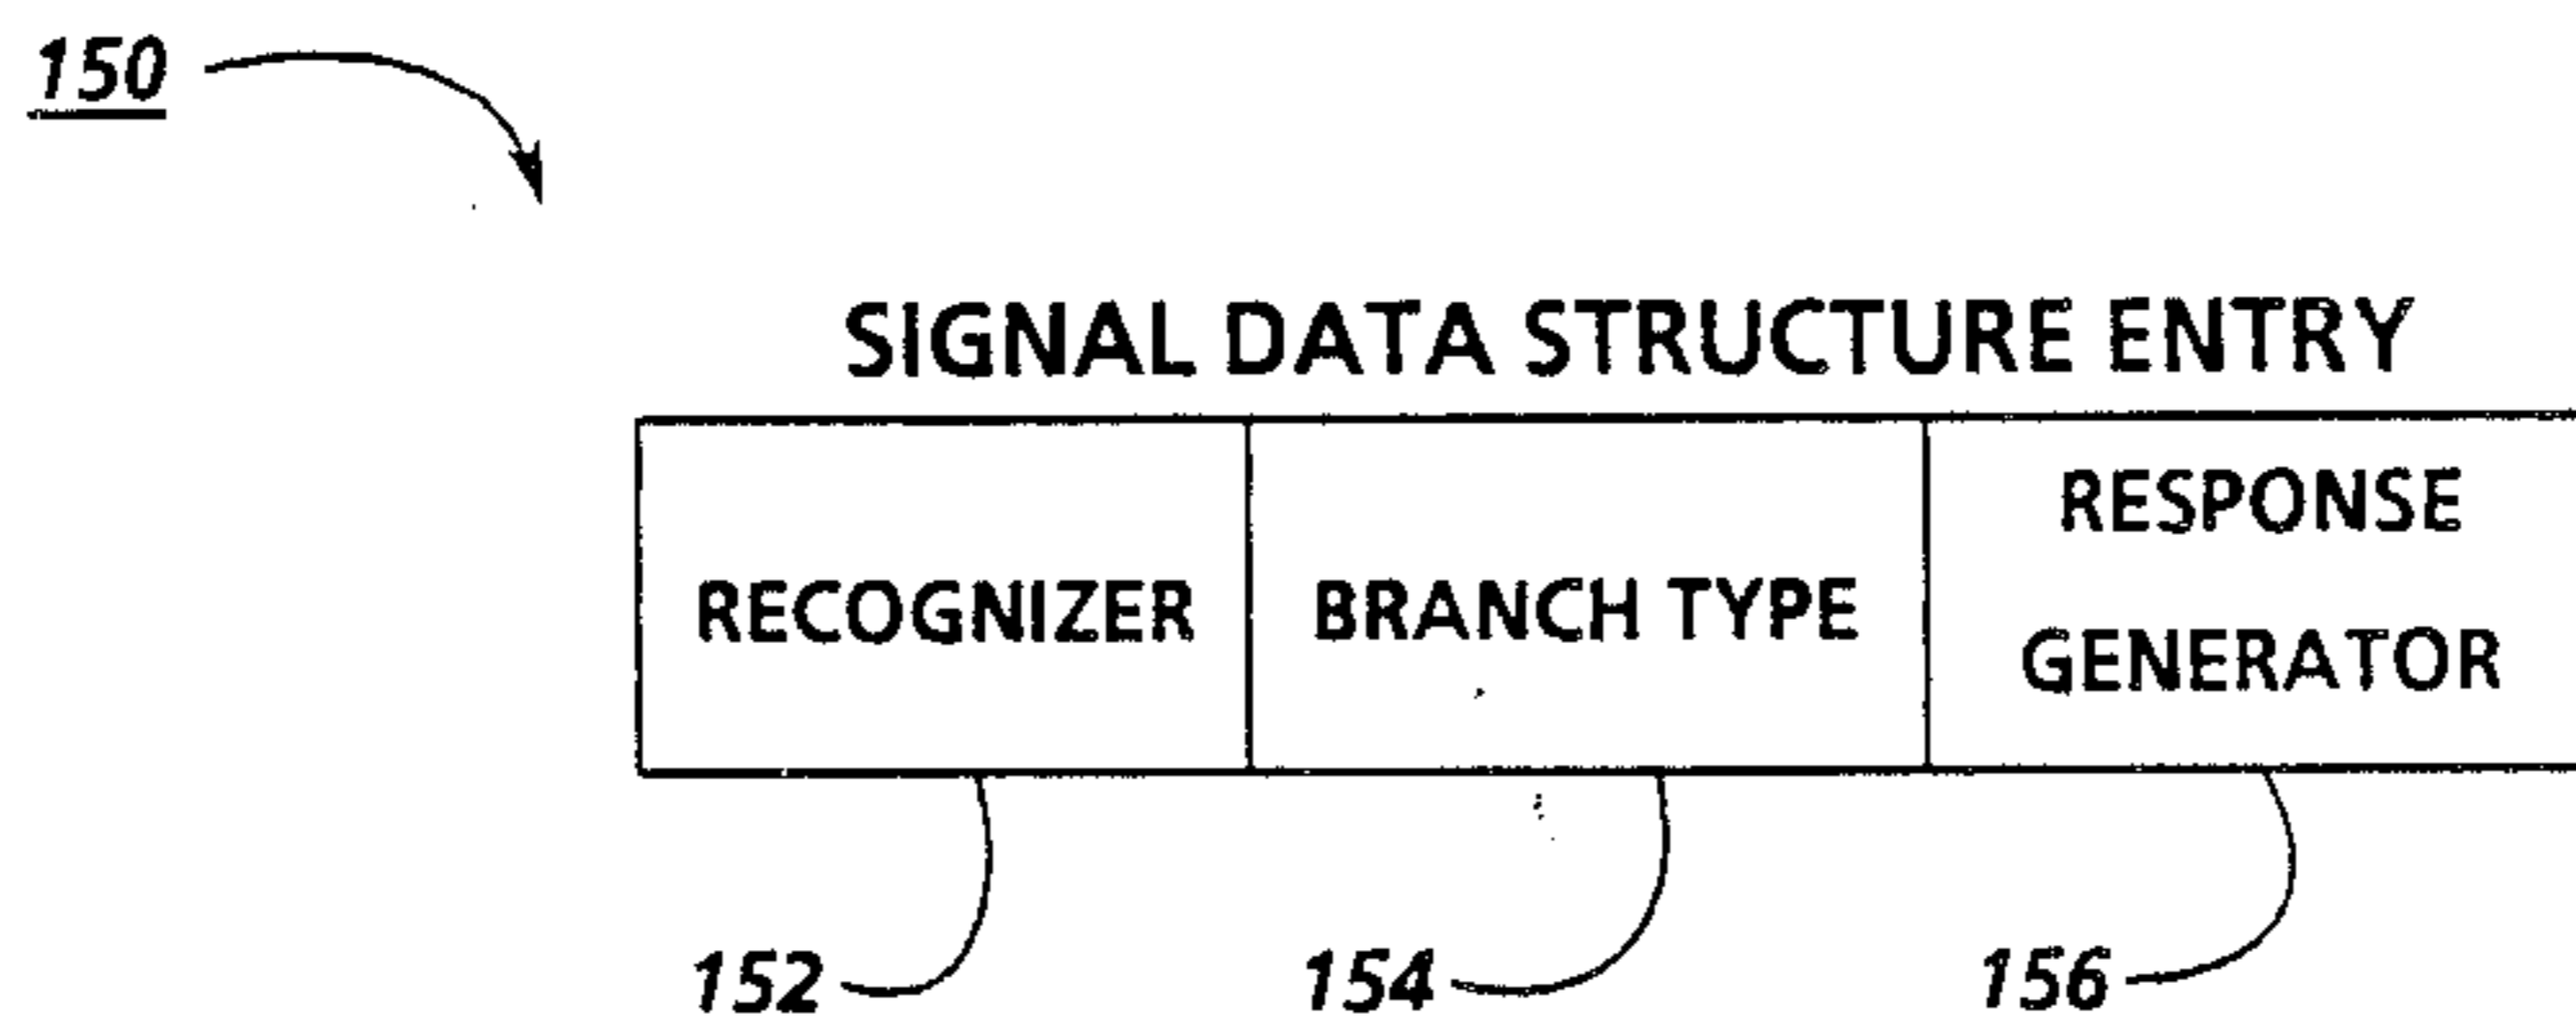 150
SIGNAL DATA STRUCTURE ENTRY
RECOGNIZER
BRANCH TYPE
RESPONSE
GENERATOR
152
154
156